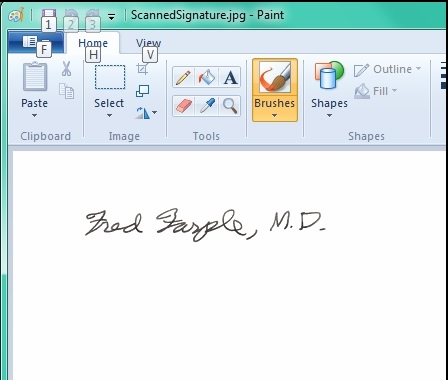 ScannedSignature.jpg - Paint
1 2 3
F Home View
H V
Paste Select Brushes Shapes Outline
Fill
Clipboard Image Tools Shapes
Fred Farple, M.D.